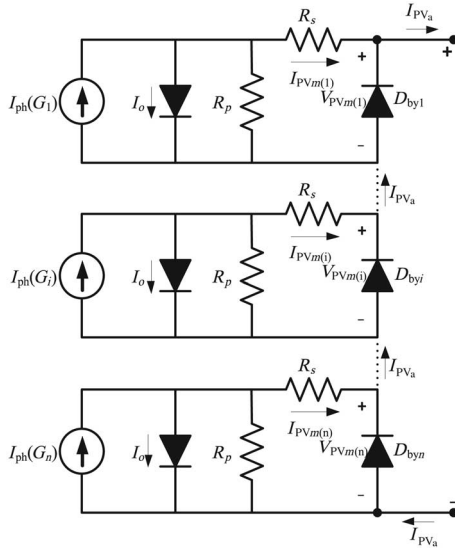 I_PVa
R_s
+
+
I_PVm(1)
I_ph(G_1)
I_o
R_p
V_PVm(1)
D_by1
-
I_PVa
R_s
+
I_PVm(i)
I_ph(G_i)
I_o
R_p
V_PVm(i)
D_byi
-
I_PVa
R_s
+
I_PVm(n)
I_ph(G_n)
I_o
R_p
V_PVm(n)
D_byn
-
-
I_PVa